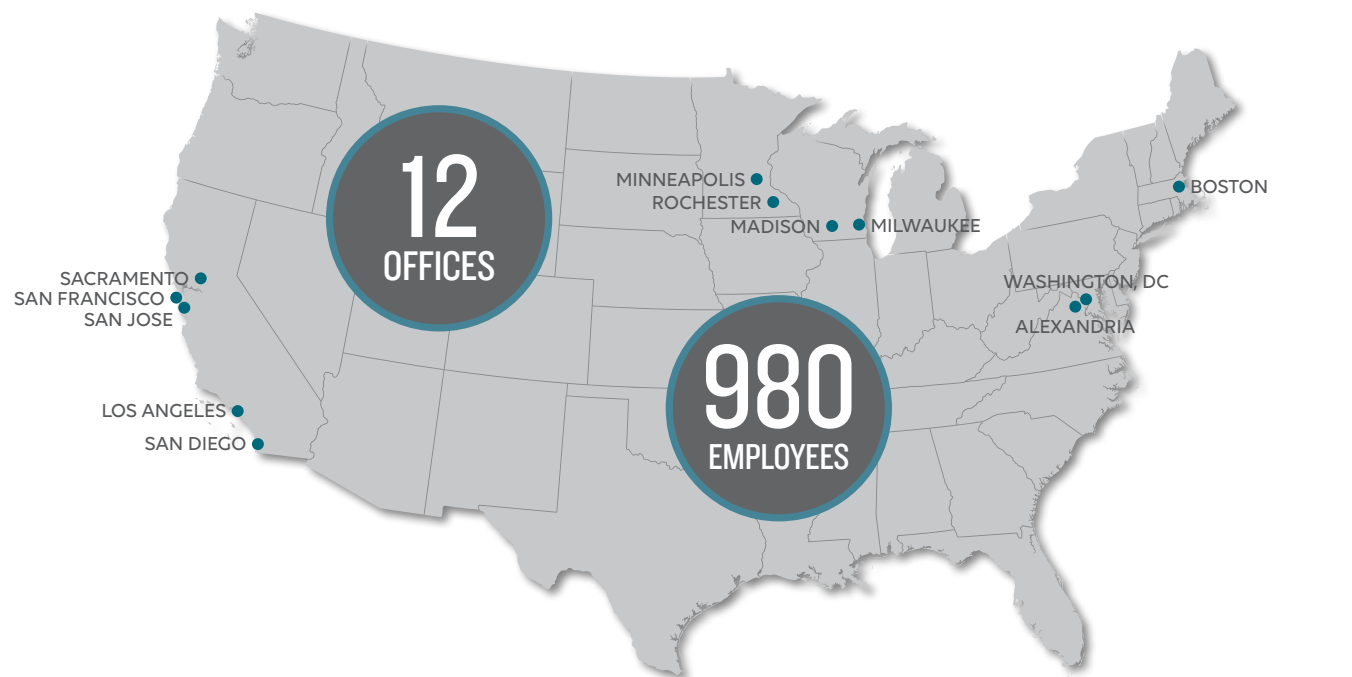 12
OFFICES
MINNEAPOLIS
ROCHESTER
MADISON
MILWAUKEE
BOSTON
SACRAMENTO
SAN FRANCISCO
SAN JOSE
WASHINGTON, DC
ALEXANDRIA
980
EMPLOYEES
LOS ANGELES
SAN DIEGO